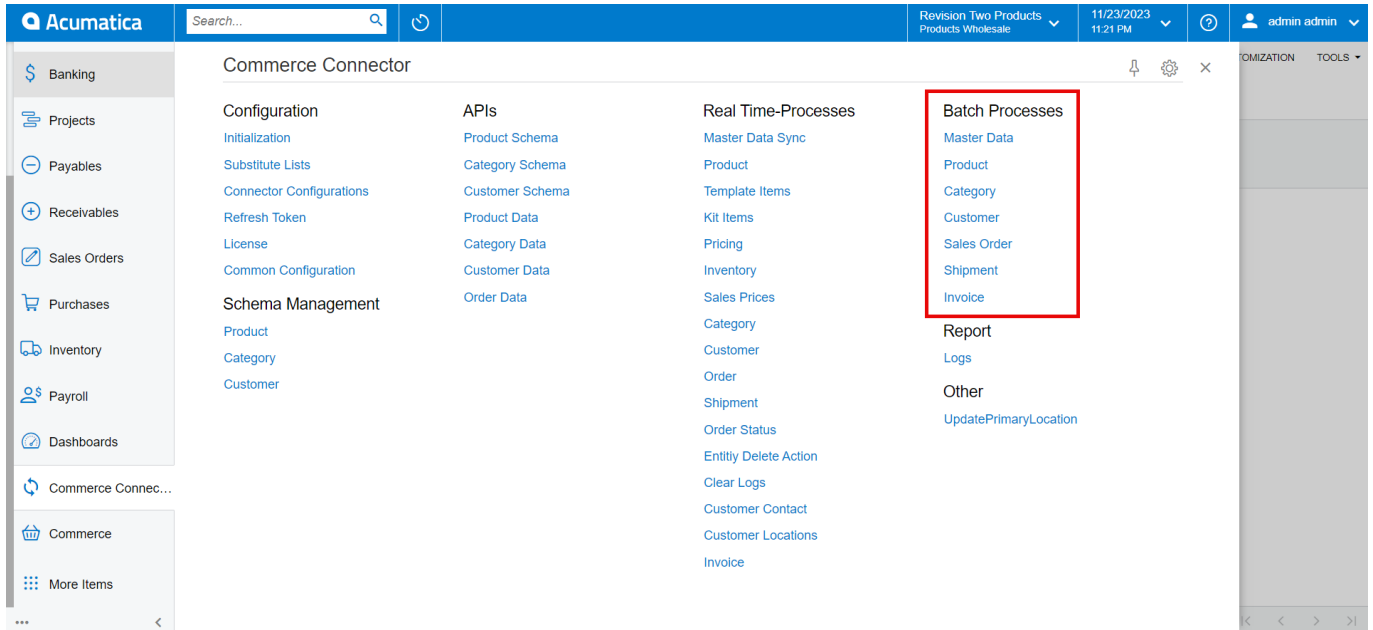 Acumatica
Search...
Revision Two Products
Products Wholesale
11/23/2023
11:21 PM
admin admin
OMIZATION
TOOLS
Banking
Projects
Payables
Receivables
Sales Orders
Purchases
Inventory
Payroll
Dashboards
Commerce Connec...
Commerce
More Items
Commerce Connector
Configuration
Initialization
Substitute Lists
Connector Configurations
Refresh Token
License
Common Configuration
Schema Management
Product
Category
Customer
APIs
Product Schema
Category Schema
Customer Schema
Product Data
Category Data
Customer Data
Order Data
Real Time-Processes
Master Data Sync
Product
Template Items
Kit Items
Pricing
Inventory
Sales Prices
Category
Customer
Order
Shipment
Order Status
Entitiy Delete Action
Clear Logs
Customer Contact
Customer Locations
Invoice
Batch Processes
Master Data
Product
Category
Customer
Sales Order
Shipment
Invoice
Report
Logs
Other
UpdatePrimaryLocation